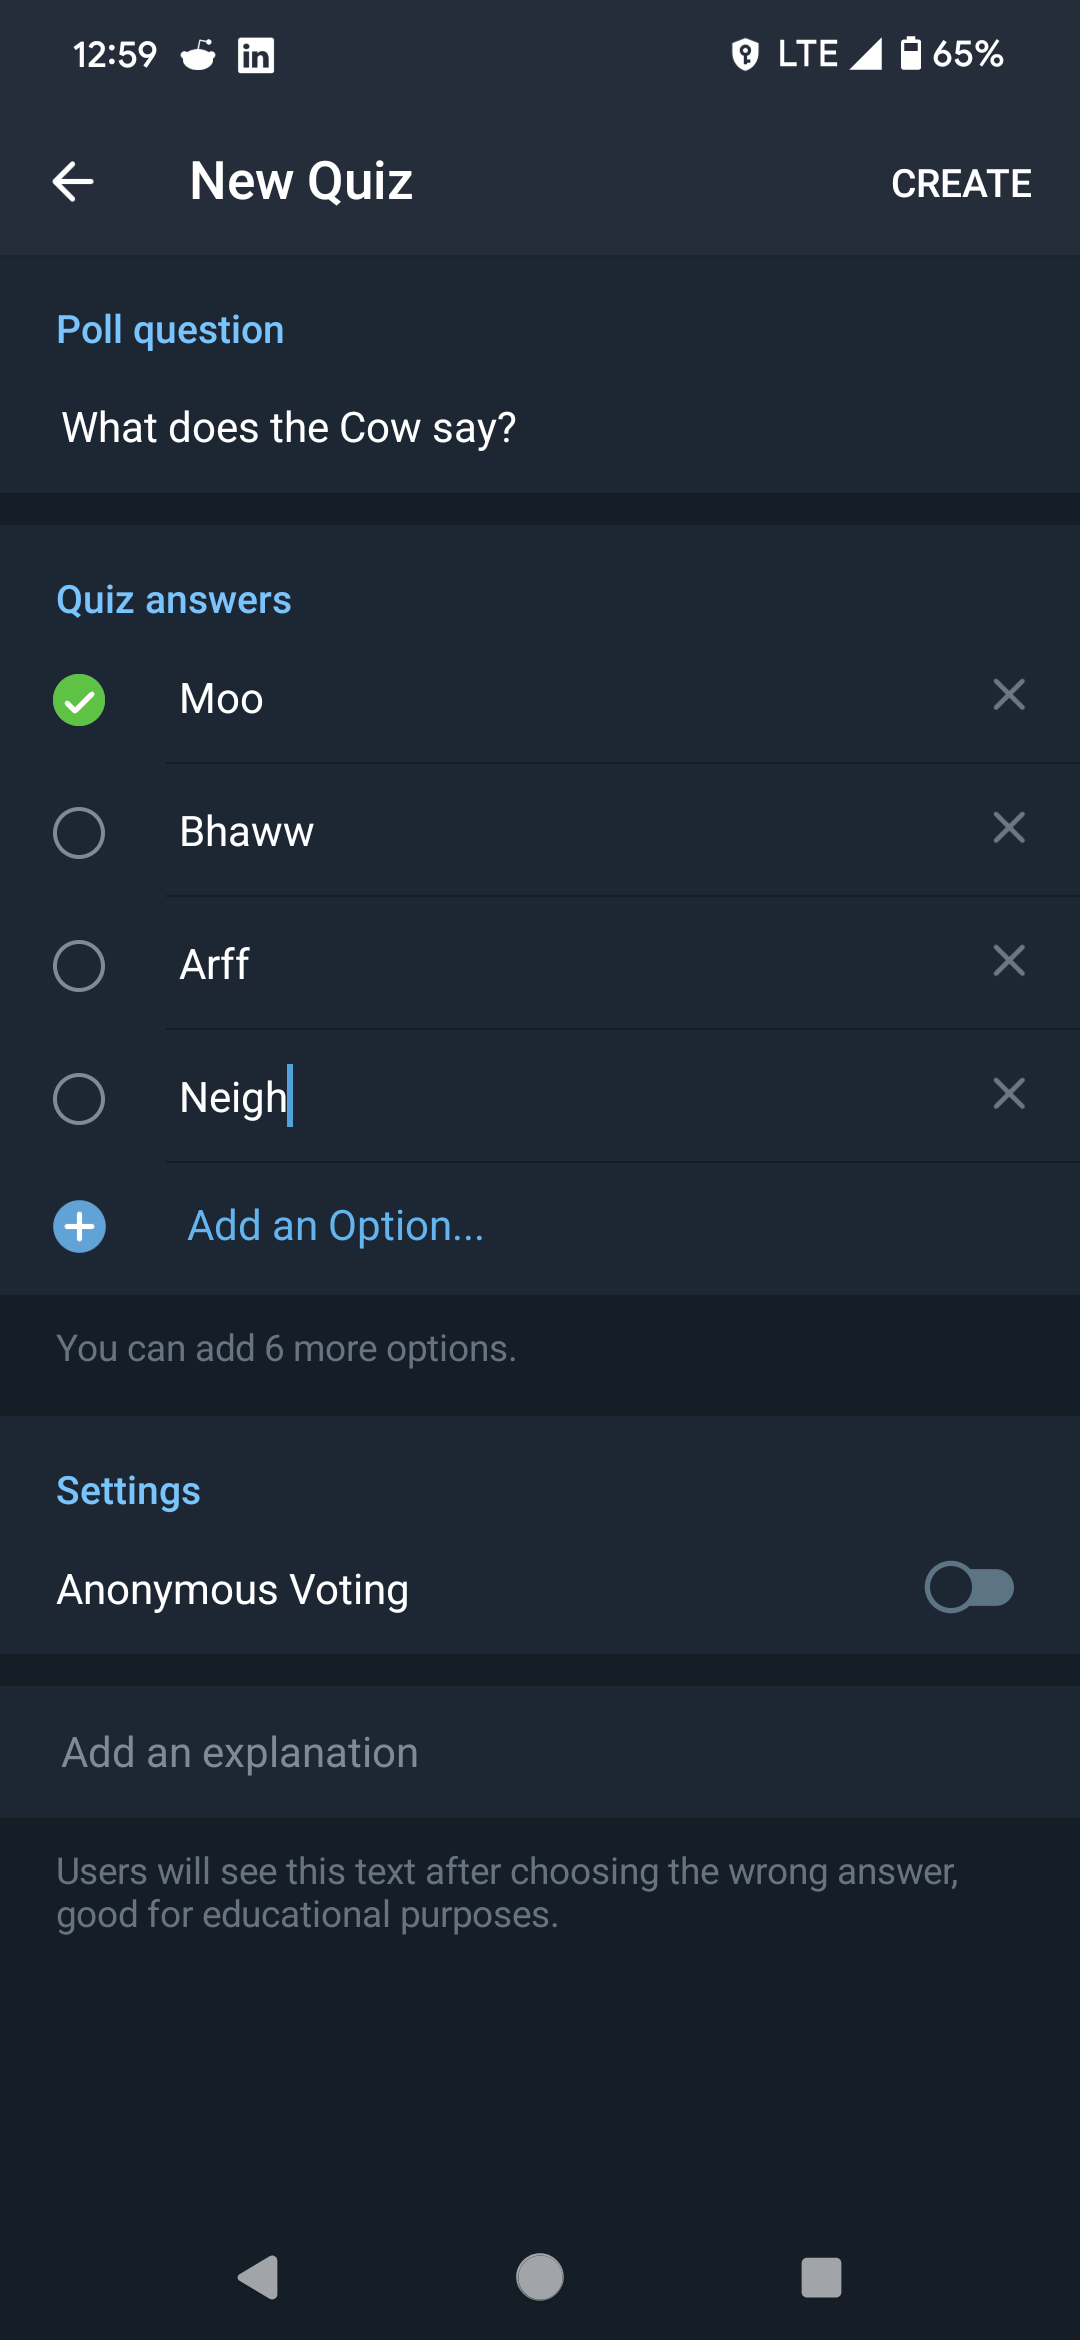 12:59 in LTE 65%
New Quiz CREATE
Poll question
What does the Cow say?
Quiz answers
Moo
Bhaww
Arff
Neigh
Add an Option...
You can add 6 more options.
Settings
Anonymous Voting
Add an explanation
Users will see this text after choosing the wrong answer,
good for educational purposes.